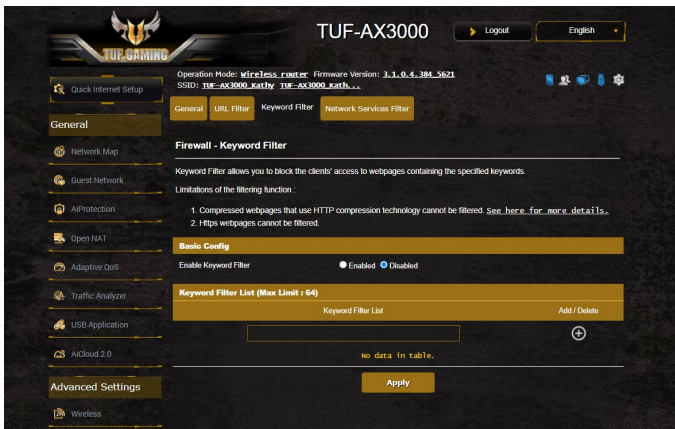 TUF GAMING
TUF-AX3000
Logout
English
Quick Internet Setup
Operation Mode: Wireless router Firmware Version: 3.1.0.4.384_5621
SSID: TUF-AX3000_Kathy TUF-AX3000_Kath...
General
URL Filter
Keyword Filter
Network Services Filter
General
Network Map
Guest Network
AiProtection
Open NAT
Adaptive QoS
Traffic Analyzer
USB Application
AiCloud 2.0
Advanced Settings
Wireless
Firewall - Keyword Filter
Keyword Filter allows you to block the clients' access to webpages containing the specified keywords.
Limitations of the filtering function :
1. Compressed webpages that use HTTP compression technology cannot be filtered. See here for more details.
2. Https webpages cannot be filtered.
Basic Config
Enable Keyword Filter
Enabled Disabled
Keyword Filter List (Max Limit : 64)
Keyword Filter List
Add / Delete
No data in table.
Apply